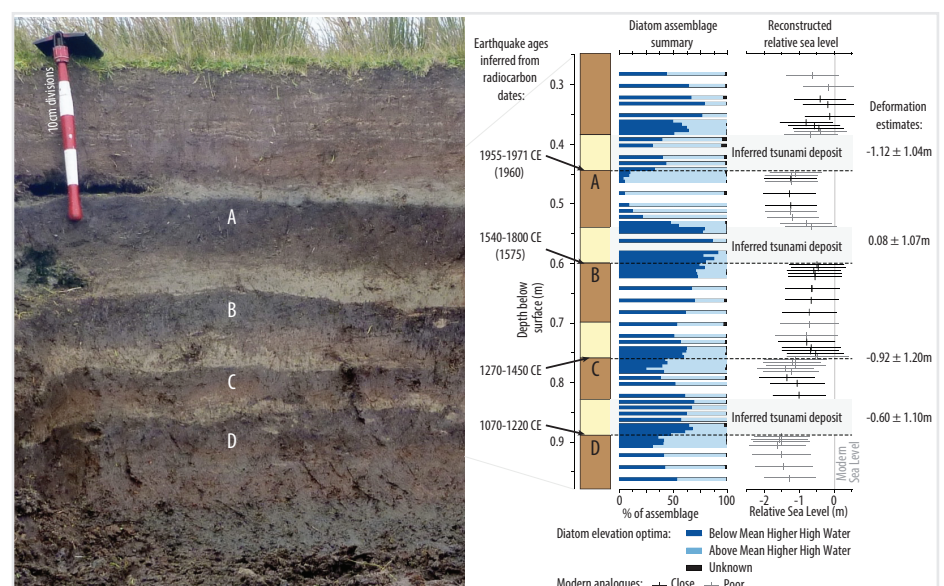 10cm divisions
A
B
C
D
Earthquake ages
inferred from
radiocarbon
dates:
1955-1971 CE
(1960)
1540-1800 CE
(1575)
1270-1450 CE
1070-1220 CE
Depth below
surface (m)
0.3
0.4
0.5
0.6
0.7
0.8
0.9
A
B
C
D
Diatom assemblage
summary
0
50
100
% of assemblage
Reconstructed
relative sea level
Inferred tsunami deposit
Inferred tsunami deposit
Inferred tsunami deposit
Modern
Sea Level
-2
-1
0
Relative Sea Level (m)
Deformation
estimates:
-1.12 ± 1.04m
0.08 ± 1.07m
-0.92 ± 1.20m
-0.60 ± 1.10m
Diatom elevation optima:
Below Mean Higher High Water
Above Mean Higher High Water
Unknown
Modern analogues:
Close
Poor